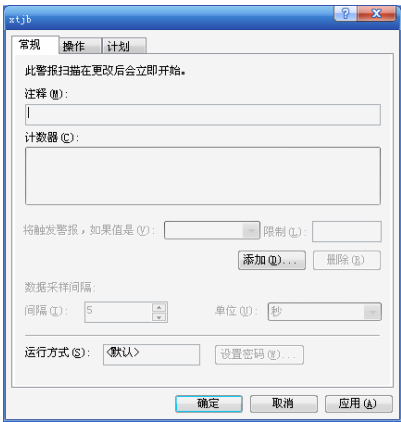 xtjb
常规 操作 计划
此警报扫描在更改后会立即开始。
注释(M):
计数器(C):
将触发警报，如果值是(V): 限制(L):
添加(D)... 删除(R)
数据采样间隔:
间隔(I): 5 单位(U): 秒
运行方式(S): <默认> 设置密码(W)...
确定 取消 应用(A)